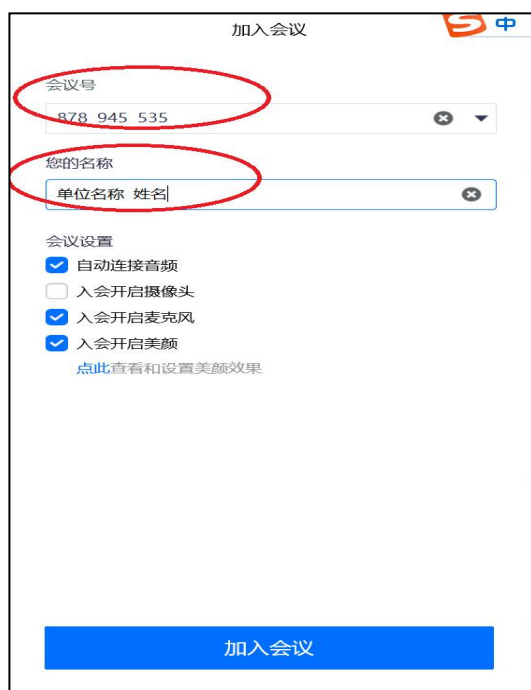 加入会议
中
会议号
878 945 535
您的名称
单位名称 姓名
会议设置
自动连接音频
入会开启摄像头
入会开启麦克风
入会开启美颜
点此查看和设置美颜效果
加入会议